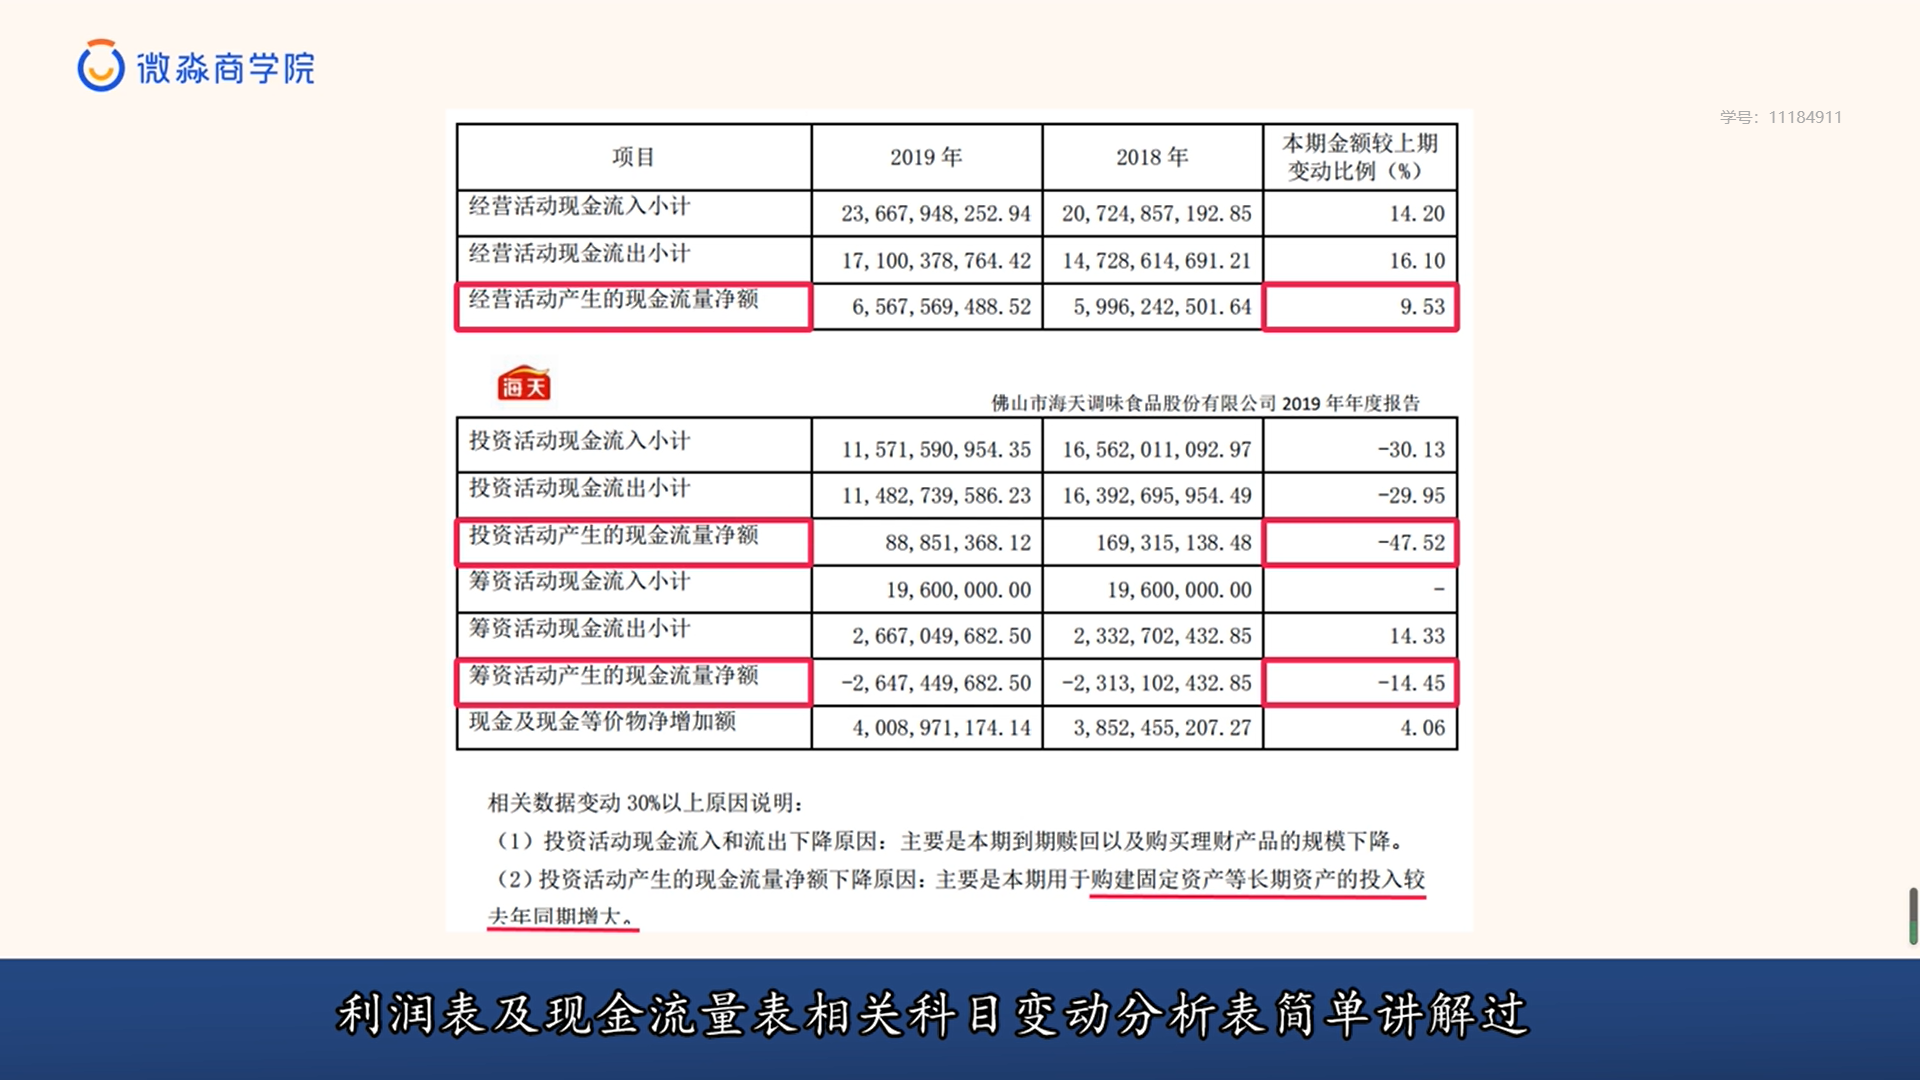 微淼商学院
学号：11184911
项目 2019 年 2018 年 本期金额较上期变动比例（%）
经营活动现金流入小计 23,667,948,252.94 20,724,857,192.85 14.20
经营活动现金流出小计 17,100,378,764.42 14,728,614,691.21 16.10
经营活动产生的现金流量净额 6,567,569,488.52 5,996,242,501.64 9.53
海天
佛山市海天调味食品股份有限公司 2019 年年度报告
投资活动现金流入小计 11,571,590,954.35 16,562,011,092.97 -30.13
投资活动现金流出小计 11,482,739,586.23 16,392,695,954.49 -29.95
投资活动产生的现金流量净额 88,851,368.12 169,315,138.48 -47.52
筹资活动现金流入小计 19,600,000.00 19,600,000.00 -
筹资活动现金流出小计 2,667,049,682.50 2,332,702,432.85 14.33
筹资活动产生的现金流量净额 -2,647,449,682.50 -2,313,102,432.85 -14.45
现金及现金等价物净增加额 4,008,971,174.14 3,852,455,207.27 4.06
相关数据变动 30%以上原因说明：
（1）投资活动现金流入和流出下降原因：主要是本期到期赎回以及购买理财产品的规模下降。
（2）投资活动产生的现金流量净额下降原因：主要是本期用于购建固定资产等长期资产的投入较
去年同期增大。
利润表及现金流量表相关科目变动分析表简单讲解过